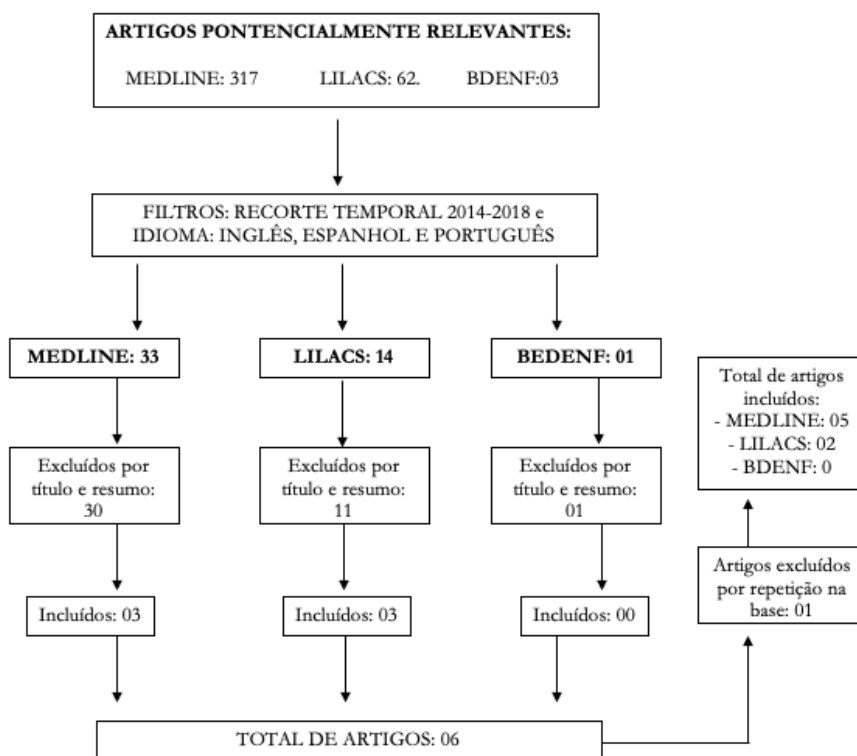 ARTIGOS PONTENCIALMENTE RELEVANTES:
MEDLINE: 317 LILACS: 62. BDENF:03
FILTROS: RECORTE TEMPORAL 2014-2018 e
IDIOMA: INGLÊS, ESPANHOL E PORTUGUÊS
MEDLINE: 33
LILACS: 14
BEDENF: 01
Excluídos por
título e resumo:
30
Excluídos por
título e resumo:
11
Excluídos por
título e resumo:
01
Incluídos: 03
Incluídos: 03
Incluídos: 00
TOTAL DE ARTIGOS: 06
Artigos excluídos
por repetição na
base: 01
Total de artigos
incluídos:
- MEDLINE: 05
- LILACS: 02
- BDENF: 0